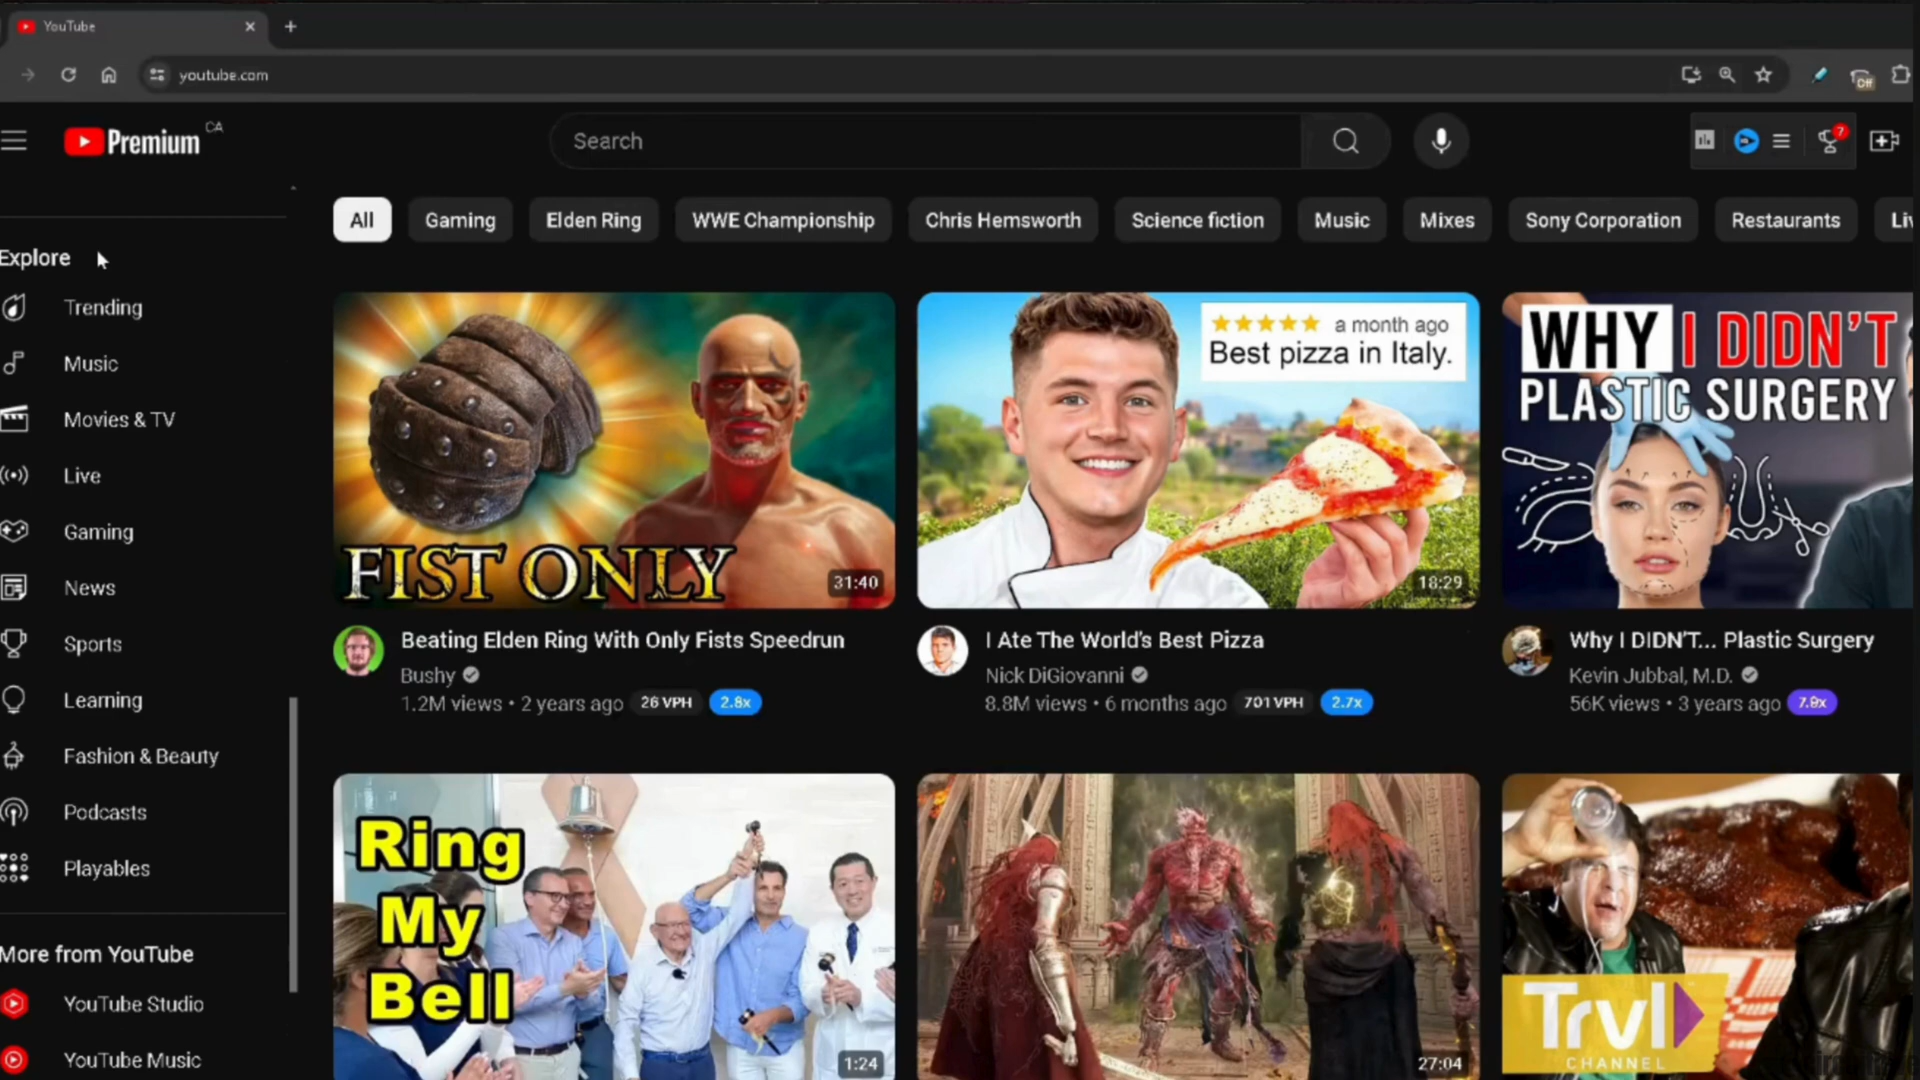 YouTube
youtube.com
Premium CA
Search
7
Off
Explore
Trending
Music
Movies & TV
Live
Gaming
News
Sports
Learning
Fashion & Beauty
Podcasts
Playables
More from YouTube
YouTube Studio
YouTube Music
All
Gaming
Elden Ring
WWE Championship
Chris Hemsworth
Science fiction
Music
Mixes
Sony Corporation
Restaurants
FIST ONLY
31:40
Beating Elden Ring With Only Fists Speedrun
Bushy
1.2M views • 2 years ago 26 VPH 2.8x
a month ago
Best pizza in Italy.
18:29
I Ate The World's Best Pizza
Nick DiGiovanni
8.8M views • 6 months ago 701 VPH 2.7x
WHY I DIDN'T
PLASTIC SURGERY
Why I DIDN'T... Plastic Surgery
Kevin Jubbal, M.D.
56K views • 3 years ago 7.9x
Ring
My
Bell
1:24
27:04
Trvl
CHANNEL